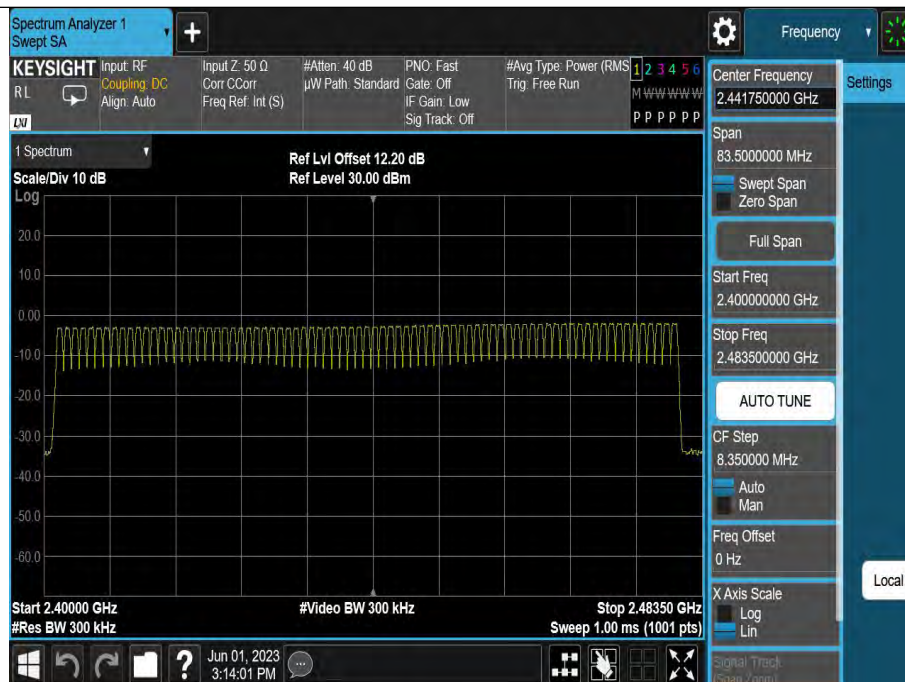 Spectrum Analyzer 1
Swept SA
+
Frequency
KEYSIGHT
RL
LXI
Input: RF
Coupling: DC
Align: Auto
Input Z: 50 Ω
Corr CCorr
Freq Ref: Int (S)
#Atten: 40 dB
µW Path: Standard
PNO: Fast
Gate: Off
IF Gain: Low
Sig Track: Off
#Avg Type: Power (RMS
Trig: Free Run
1 2 3 4 5 6
M W W W W W
P P P P P P
Center Frequency
2.441750000 GHz
Settings
Span
83.5000000 MHz
Swept Span
Zero Span
Full Span
Start Freq
2.400000000 GHz
Stop Freq
2.483500000 GHz
AUTO TUNE
CF Step
8.350000 MHz
Auto
Man
Freq Offset
0 Hz
X Axis Scale
Log
Lin
Signal Track
(Span Zoom)
Local
1 Spectrum
Scale/Div 10 dB
Ref Lvl Offset 12.20 dB
Ref Level 30.00 dBm
Log
20.0
10.0
0.00
-10.0
-20.0
-30.0
-40.0
-50.0
-60.0
Start 2.40000 GHz
#Video BW 300 kHz
Stop 2.48350 GHz
#Res BW 300 kHz
Sweep 1.00 ms (1001 pts)
?
Jun 01, 2023
3:14:01 PM